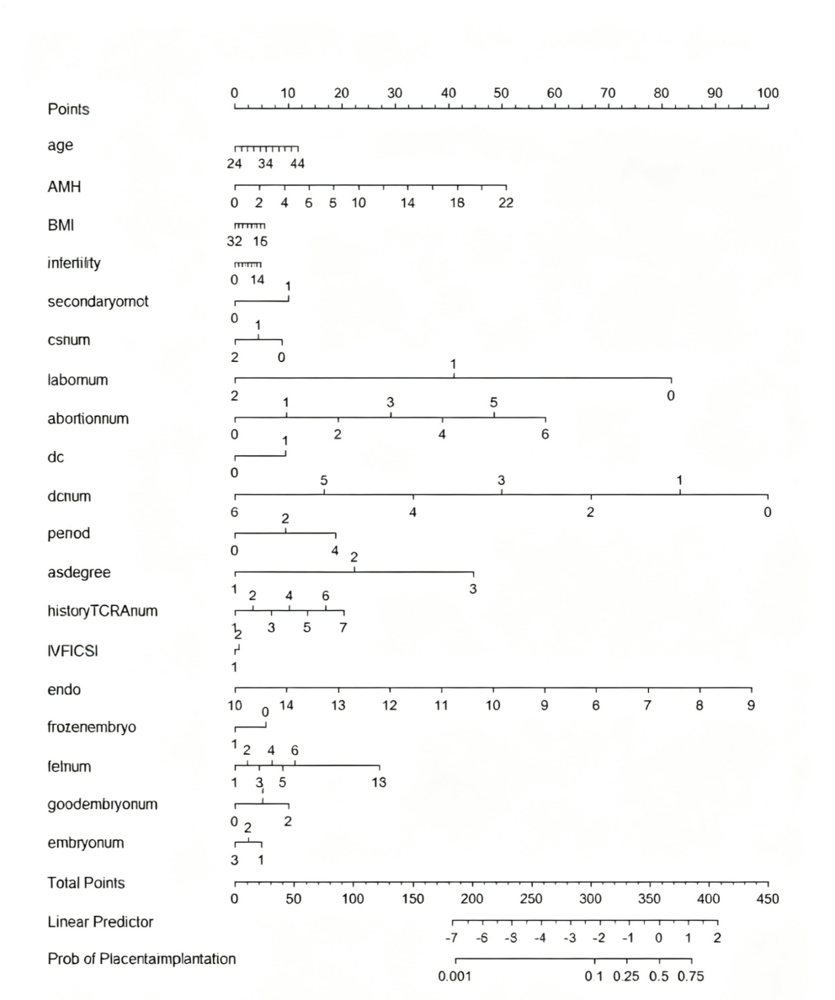 0 10 20 30 40 50 60 70 80 90 100
Points
age
24 34 44
AMH
0 2 4 6 5 10 14 18 22
BMI
32 16
infertility
0 14
1
secondaryornot
0
1
csnum
2 0
1
labornum
2 0
1 3 5
abortionnum
0 2 4 6
1
dc
0
5 3 1
dcnum
6 4 2 0
2
period
0 4
2
asdegree
1 3
2 4 6
historyTCRAnum
1 3 5 7
2
IVFICSI
1
endo
10 14 13 12 11 10 9 6 7 8 9
0
frozenembryo
1
2 4 6
fetnum
1 3 5 13
goodembryonum
0 2
2
embryonum
3 1
Total Points
0 50 100 150 200 250 300 350 400 450
Linear Predictor
-7 -6 -5 -4 -3 -2 -1 0 1 2
Prob of Placentaimplantation
0.001 0.1 0.25 0.5 0.75